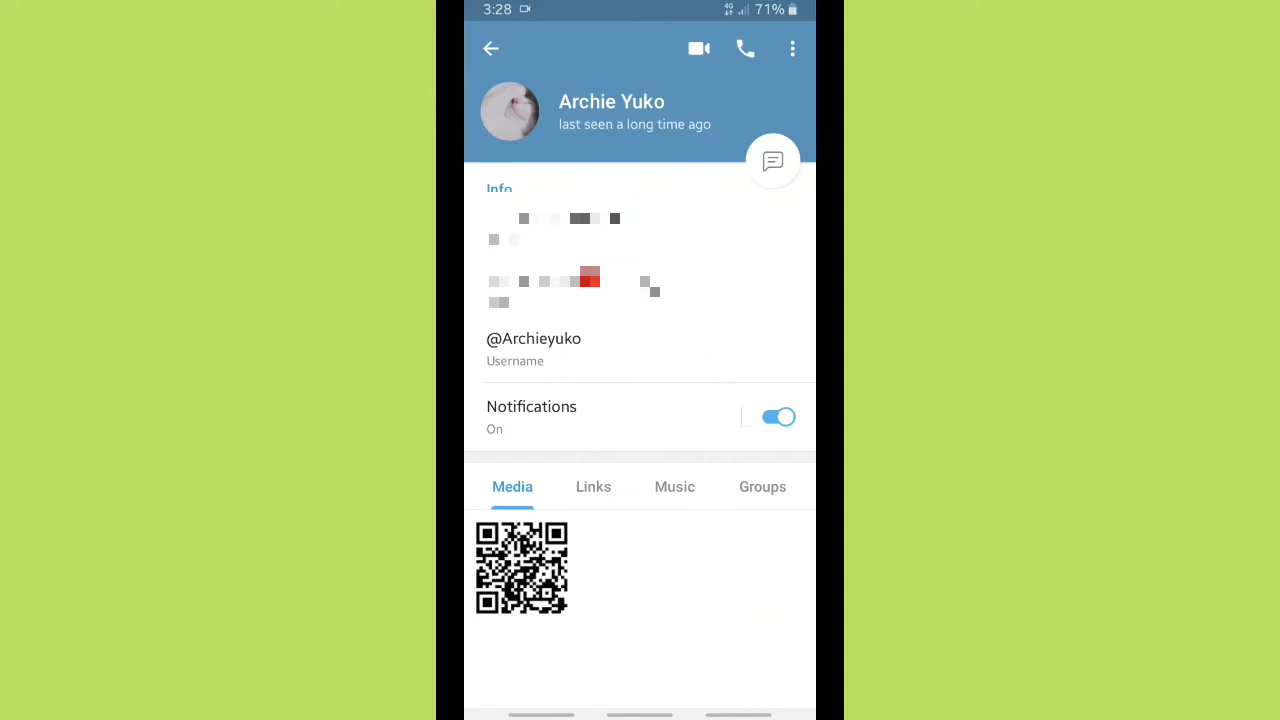 3:28 4G 71%
Archie Yuko
last seen a long time ago
Info
@Archieyuko
Username
Notifications
On
Media Links Music Groups